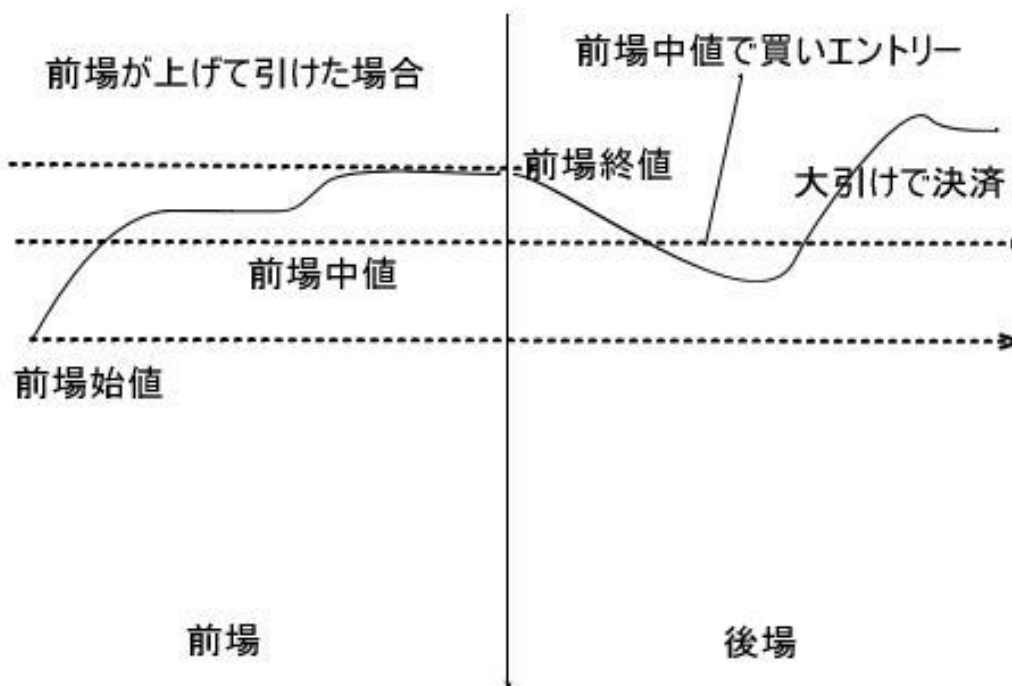 前場が上げて引けた場合
前場中値で買いエントリー
前場終値
大引けで決済
前場中値
前場始値
前場
後場